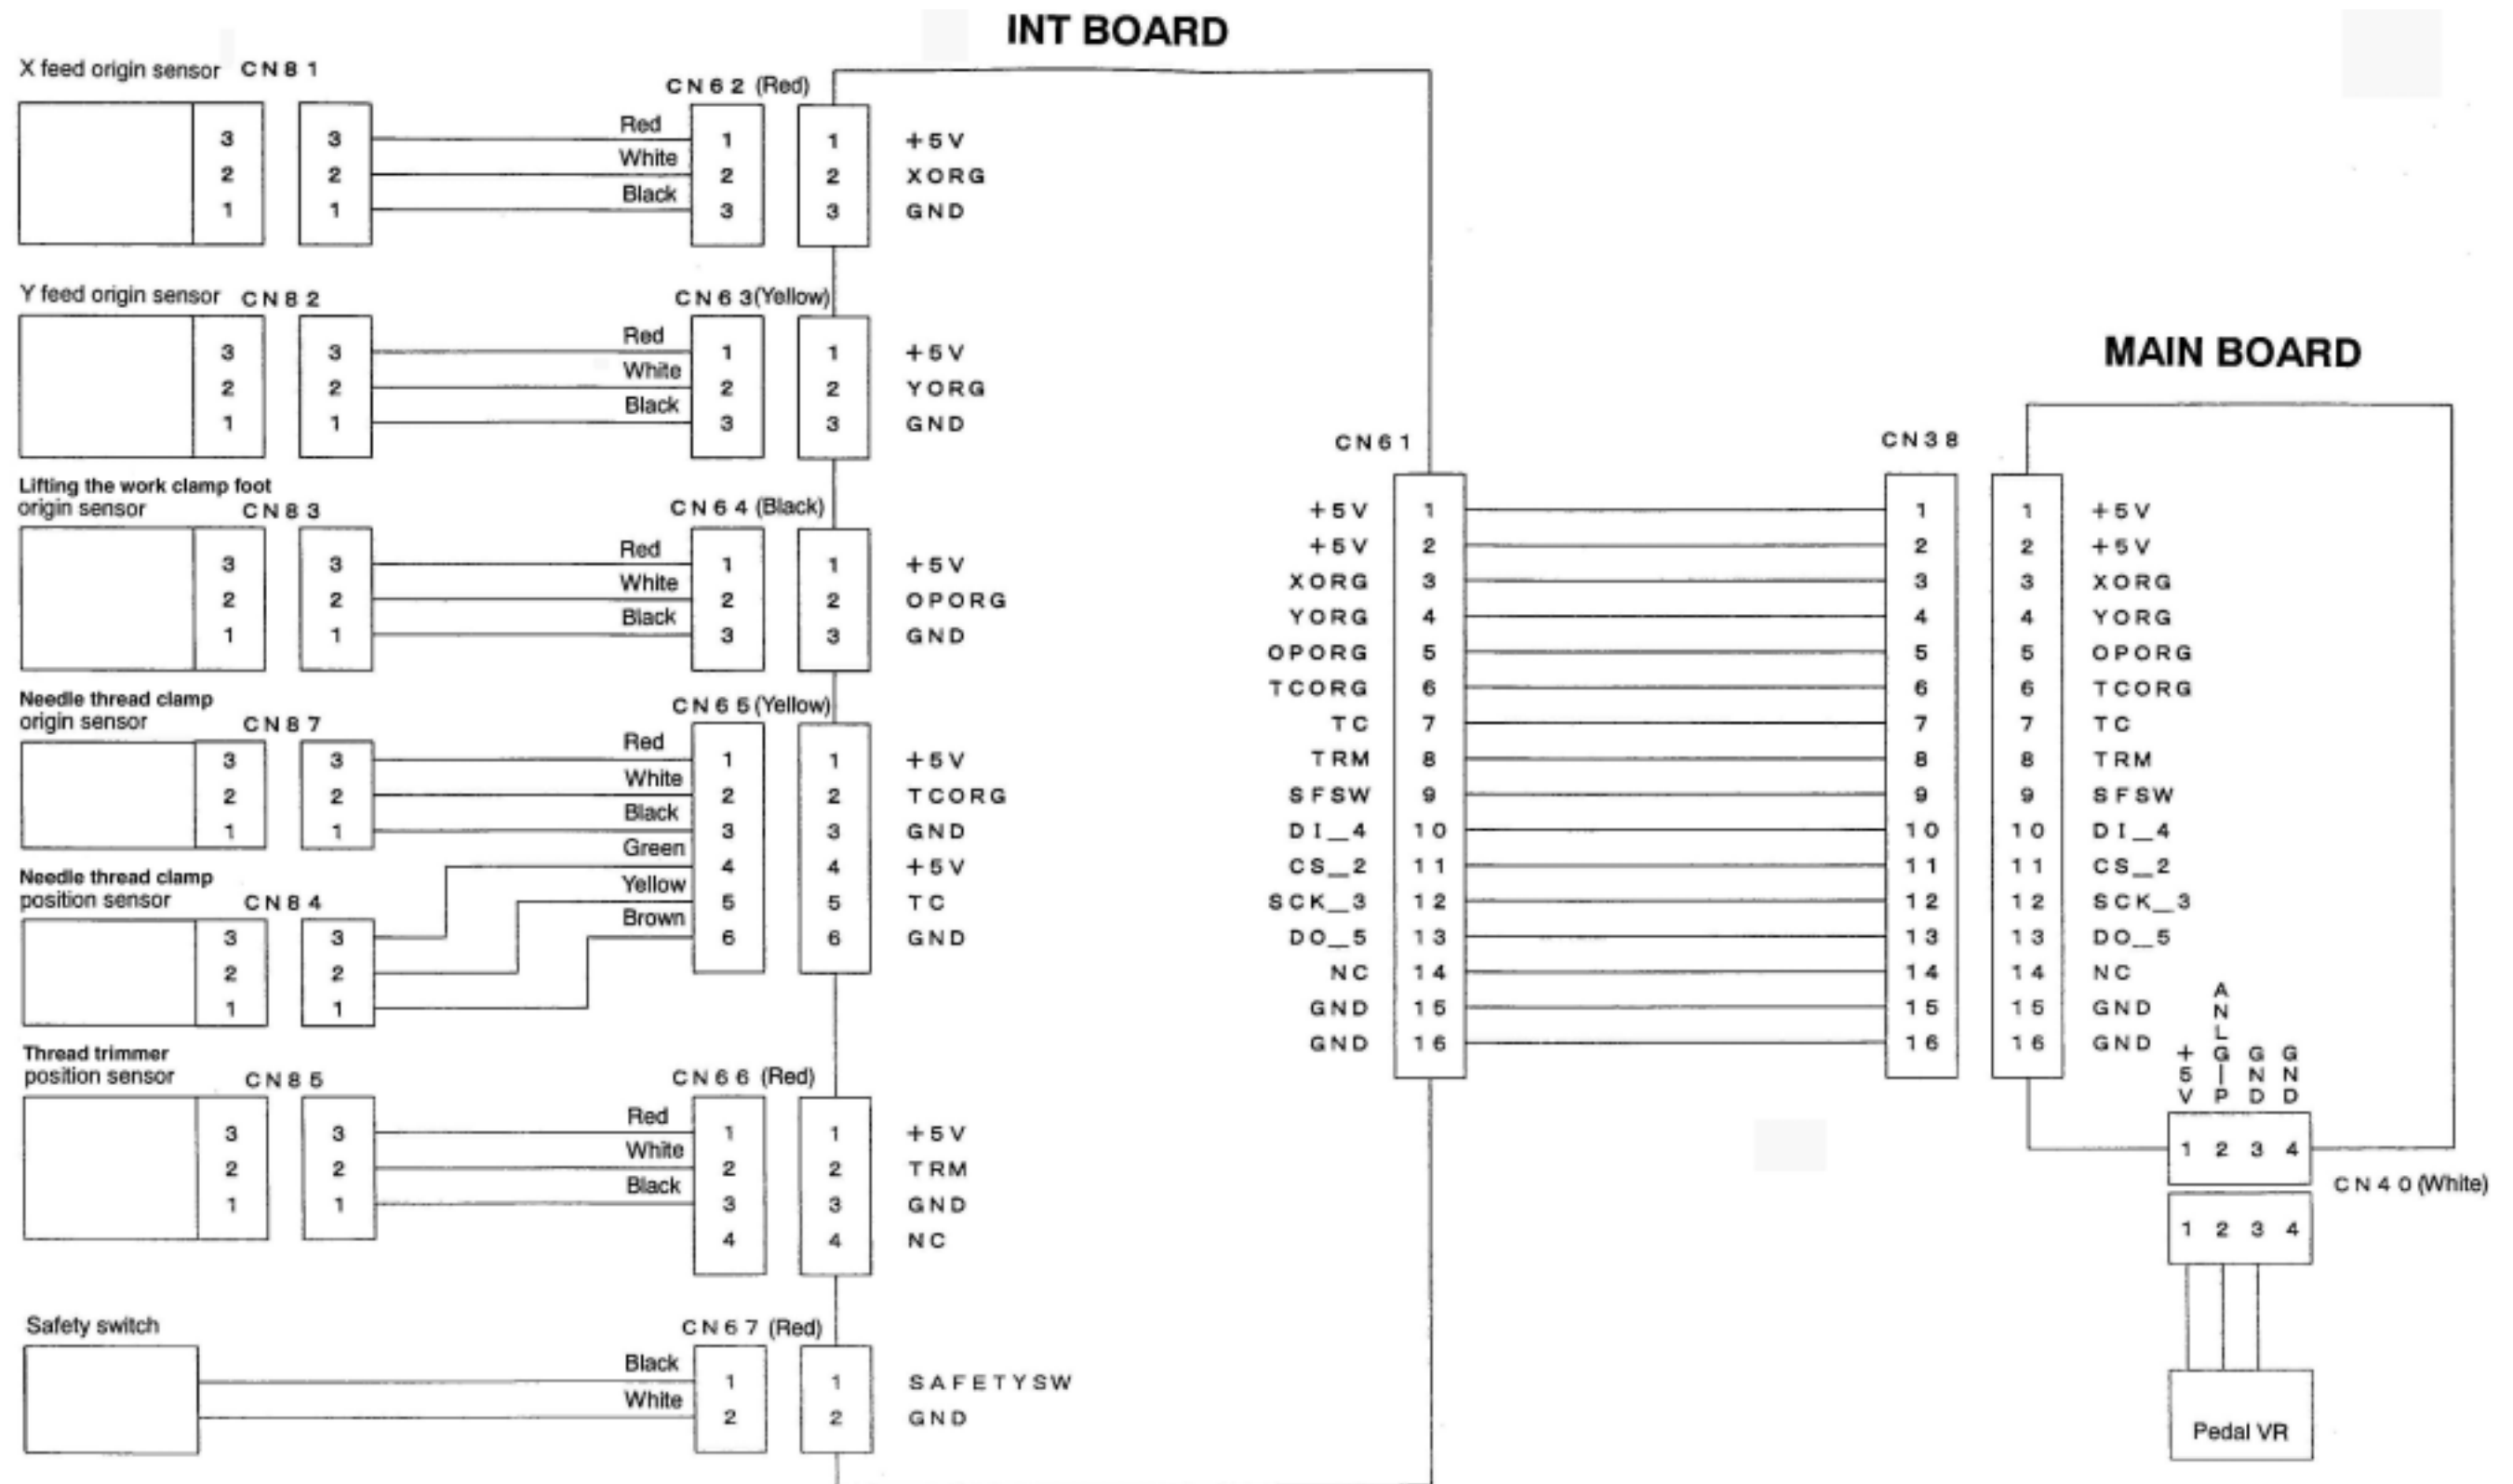 INT BOARD
X feed origin sensor CN81
CN62 (Red)
3 3 Red 1 1 +5V
2 2 White 2 2 XORG
1 1 Black 3 3 GND
Y feed origin sensor CN82
CN63(Yellow)
3 3 Red 1 1 +5V
2 2 White 2 2 YORG
1 1 Black 3 3 GND
Lifting the work clamp foot
origin sensor CN83
CN64 (Black)
3 3 Red 1 1 +5V
2 2 White 2 2 OPORG
1 1 Black 3 3 GND
Needle thread clamp
origin sensor CN87
CN65(Yellow)
3 3 Red 1 1 +5V
2 2 White 2 2 TCORG
1 1 Black 3 3 GND
Green 4 4 +5V
Yellow 5 5 TC
Brown 6 6 GND
Needle thread clamp
position sensor CN84
3 3
2 2
1 1
Thread trimmer
position sensor CN85
CN66 (Red)
3 3 Red 1 1 +5V
2 2 White 2 2 TRM
1 1 Black 3 3 GND
4 4 NC
Safety switch
CN67 (Red)
Black 1 1 SAFETYSW
White 2 2 GND
MAIN BOARD
CN61 CN38
+5V 1 1 1 +5V
+5V 2 2 2 +5V
XORG 3 3 3 XORG
YORG 4 4 4 YORG
OPORG 5 5 5 OPORG
TCORG 6 6 6 TCORG
TC 7 7 7 TC
TRM 8 8 8 TRM
SFSW 9 9 9 SFSW
DI_4 10 10 10 DI_4
CS_2 11 11 11 CS_2
SCK_3 12 12 12 SCK_3
DO_5 13 13 13 DO_5
NC 14 14 14 NC
GND 15 15 15 GND
GND 16 16 16 GND
+5V ANLG|P GND GND
1 2 3 4
CN40(White)
1 2 3 4
Pedal VR